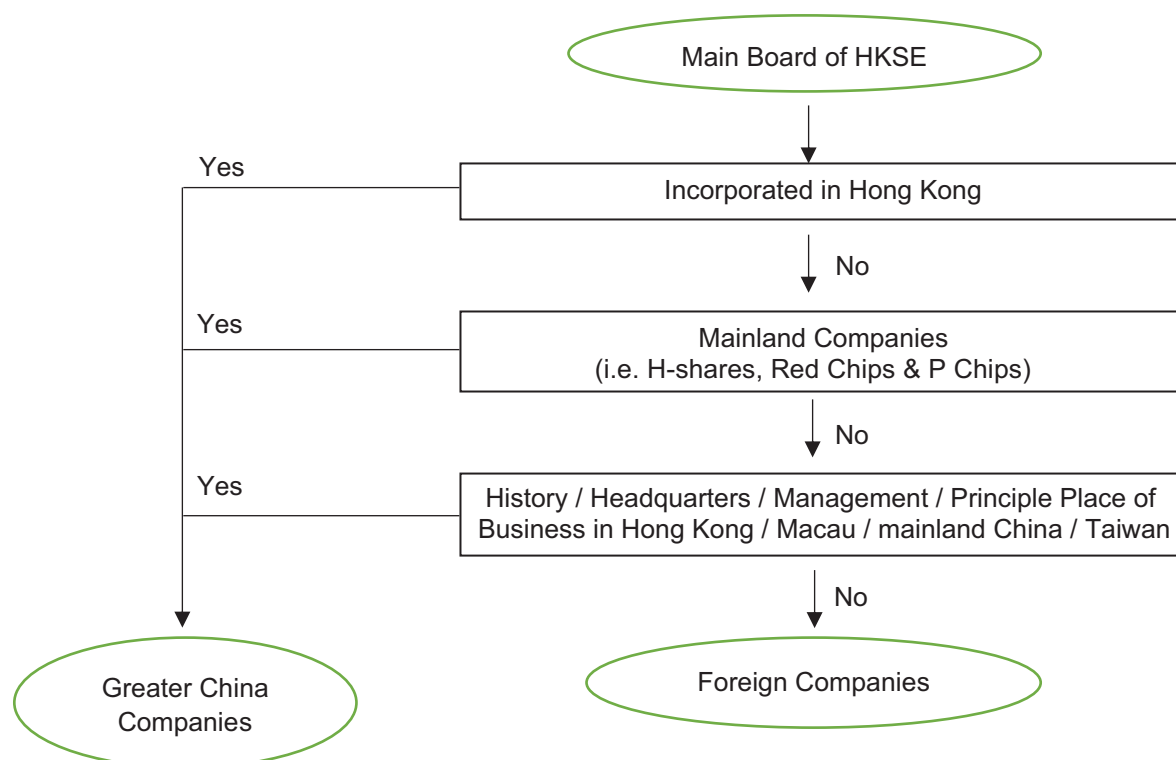 Main Board of HKSE
Yes
Incorporated in Hong Kong
No
Yes
Mainland Companies
(i.e. H-shares, Red Chips & P Chips)
No
Yes
History / Headquarters / Management / Principle Place of
Business in Hong Kong / Macau / mainland China / Taiwan
No
Greater China
Companies
Foreign Companies